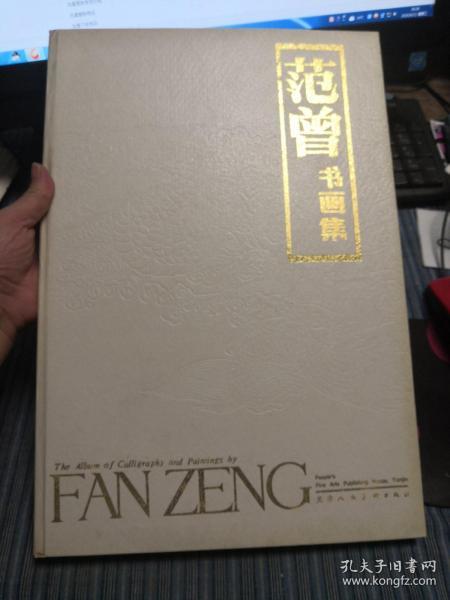 范曾
书画集
The Album of Calligraphy and Paintings by
FAN ZENG
People's
Fine Arts Publishing House, Tianjin
天津人民美术出版社
孔夫子旧书网
www.kongfz.com